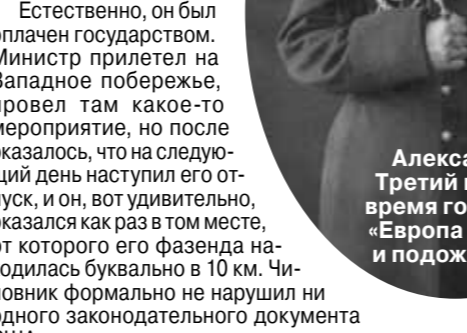 Естественно, он был
оплачен государством.
Министр прилетел на
Западное побережье,
провел там какое-то
мероприятие, но после
оказалось, что на следую-
щий день наступил его от-
пуск, и он, вот удивительно,
оказался как раз в том месте,
от которого его фазенда на-
ходилась буквально в 10 км. Чи-
новник формально не нарушил ни
одного законодательного документа
Алекса
Третий
время го
«Европа
и подож